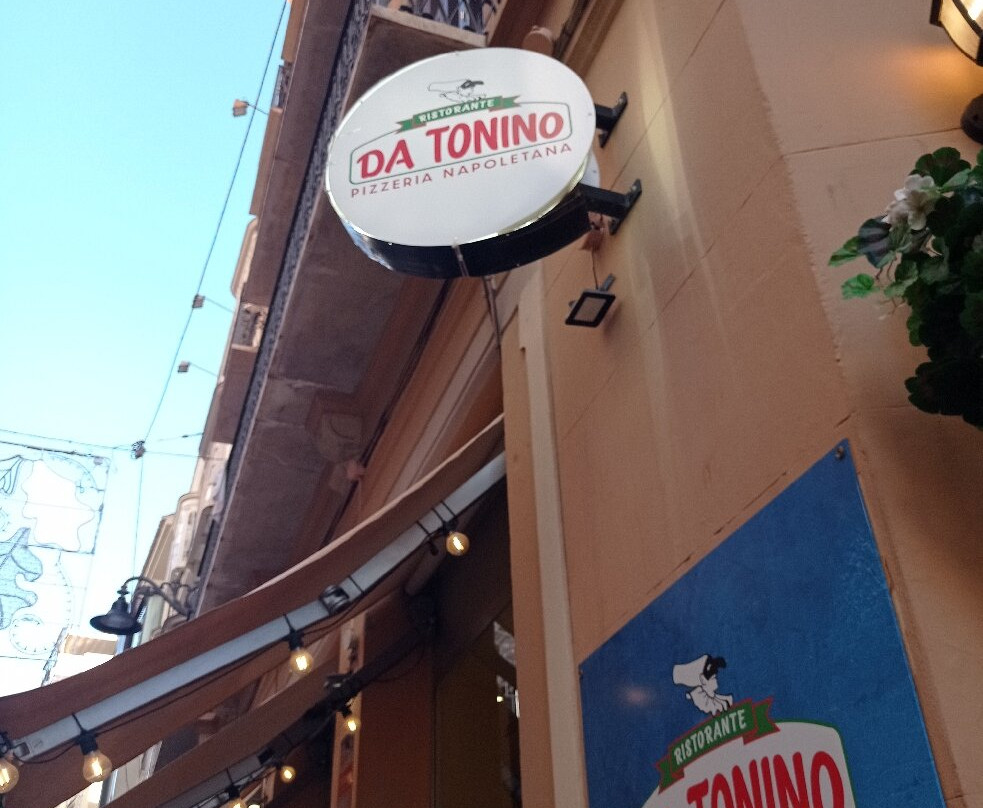 RISTORANTE
DA TONINO
PIZZERIA NAPOLETANA
RISTORANTE
TONINO